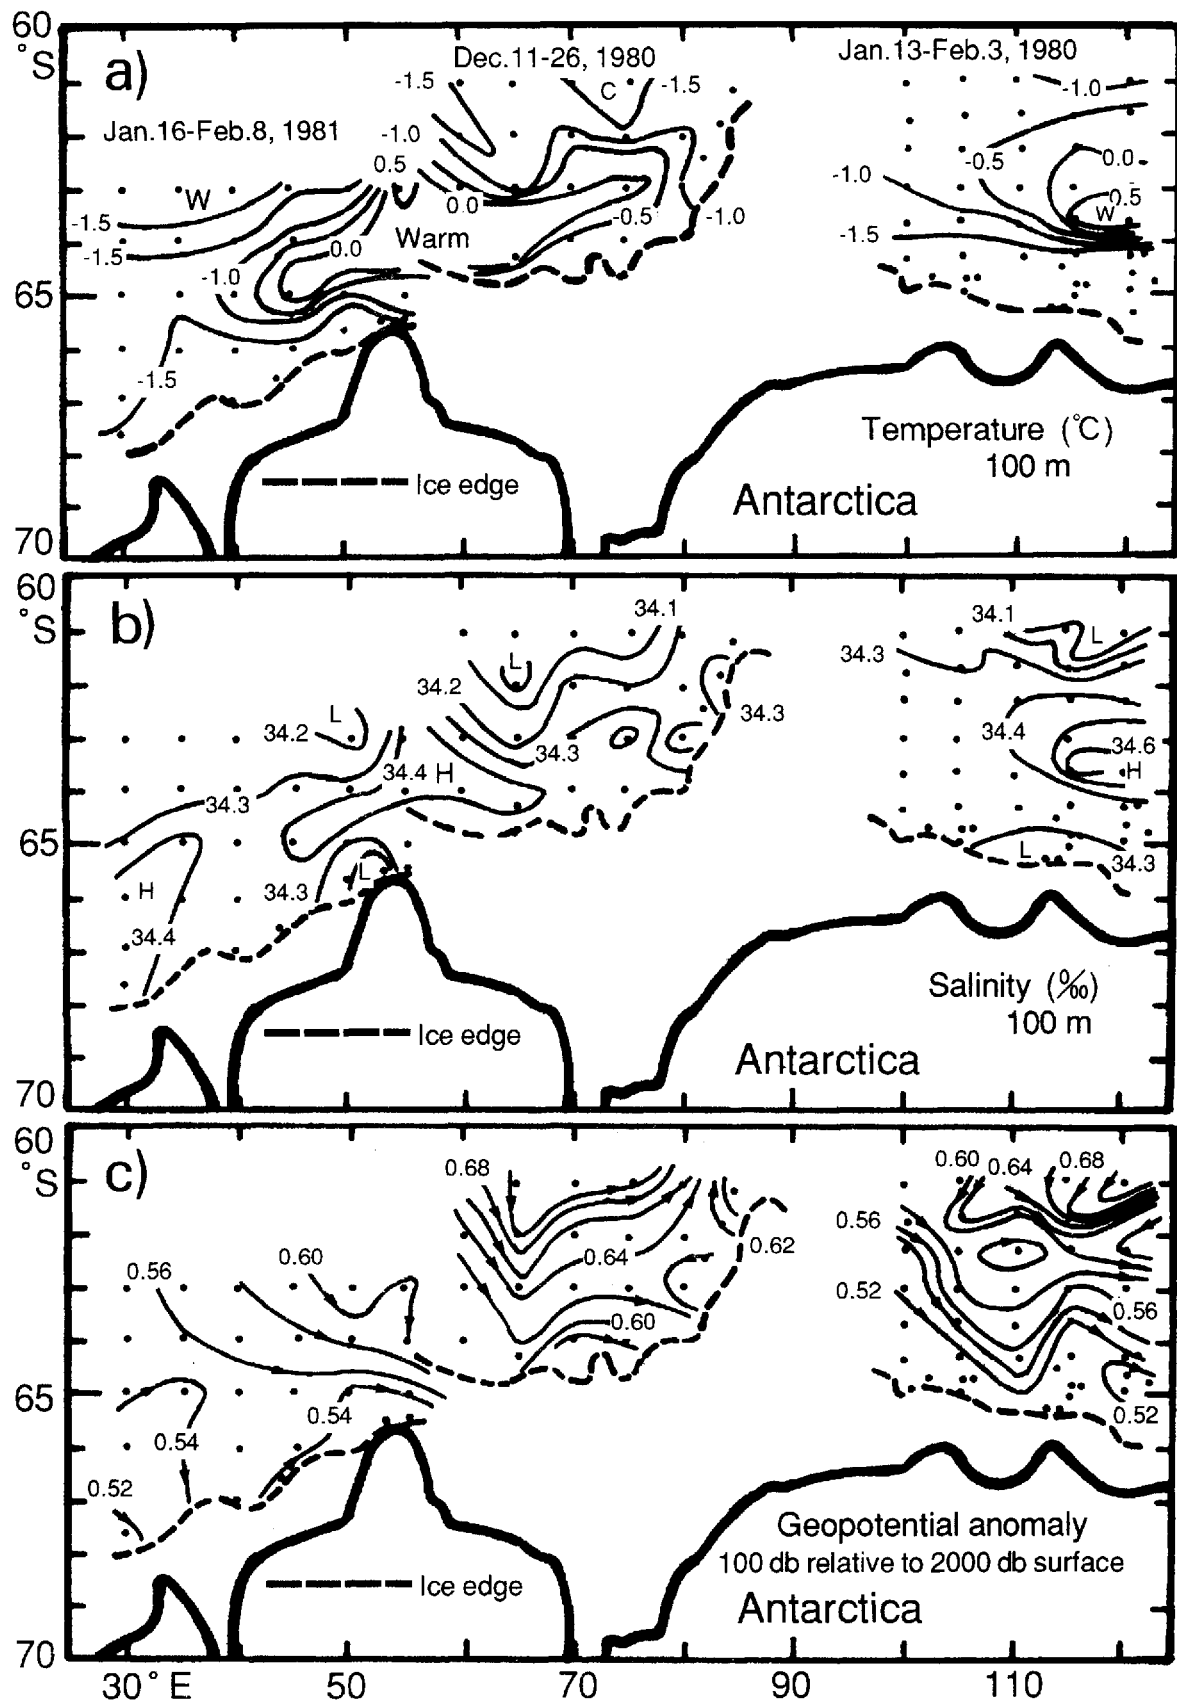 60
°S
a)
Dec.11-26, 1980
Jan.13-Feb.3, 1980
Jan.16-Feb.8, 1981
-1.5
C
-1.5
-1.0
-1.0
0.5
-0.5
0.0
W
-1.0
0.0
-0.5
-1.0
0.5
W
-1.5
Warm
-1.5
0.0
-1.5
-1.0
65
-1.5
Temperature (°C)
100 m
Ice edge
Antarctica
70
60
°S
b)
34.1
34.1
L
34.3
L
34.2
L
34.2
34.3
34.3
34.4
34.6
34.4
H
H
34.3
65
L
34.3
L
H
34.3
34.4
Salinity (‰)
100 m
Ice edge
Antarctica
70
60
°S
c)
0.68
0.60
0.64
0.68
0.56
0.62
0.60
0.64
0.56
0.52
0.56
0.60
65
0.54
0.52
0.54
0.52
Geopotential anomaly
100 db relative to 2000 db surface
Ice edge
Antarctica
70
30°E
50
70
90
110